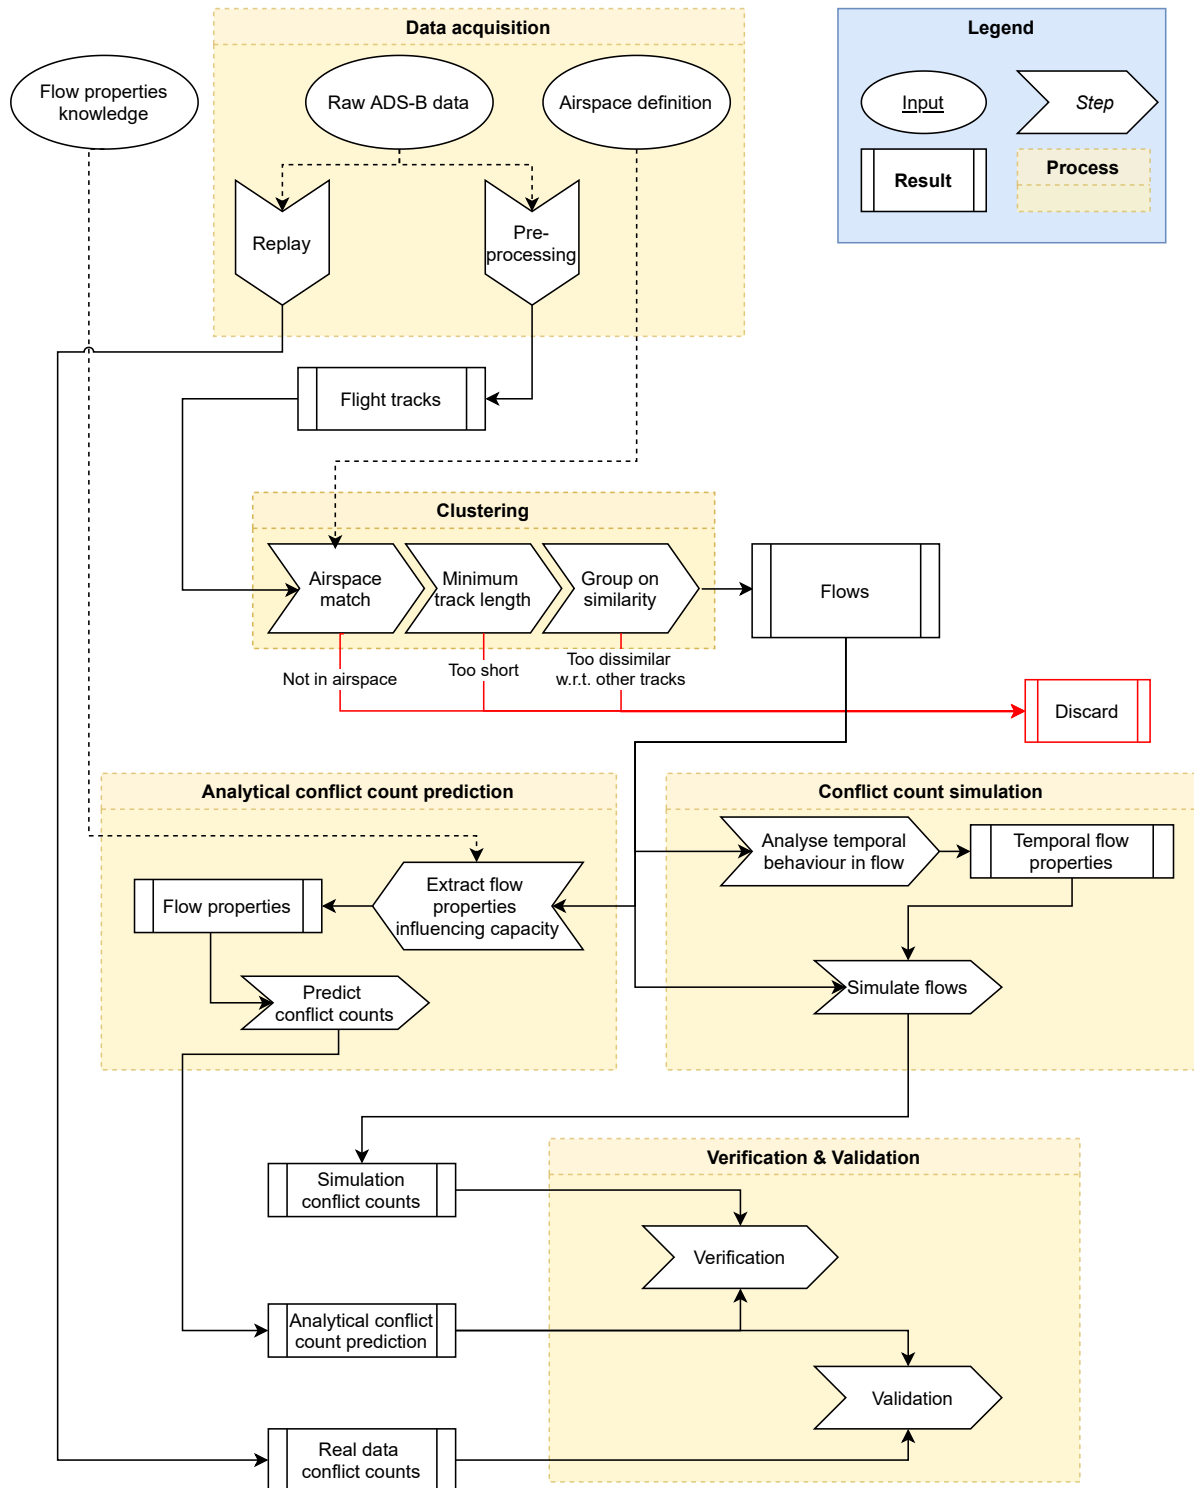 Data acquisition
Legend
Flow properties
knowledge
Raw ADS-B data
Airspace definition
Input
Step
Result
Process
Replay
Pre-
processing
Flight tracks
Clustering
Airspace
match
Minimum
track length
Group on
similarity
Flows
Not in airspace
Too short
Too dissimilar
w.r.t. other tracks
Discard
Analytical conflict count prediction
Conflict count simulation
Analyse temporal
behaviour in flow
Temporal flow
properties
Flow properties
Extract flow
properties
influencing capacity
Predict
conflict counts
Simulate flows
Verification & Validation
Simulation
conflict counts
Verification
Analytical conflict
count prediction
Validation
Real data
conflict counts